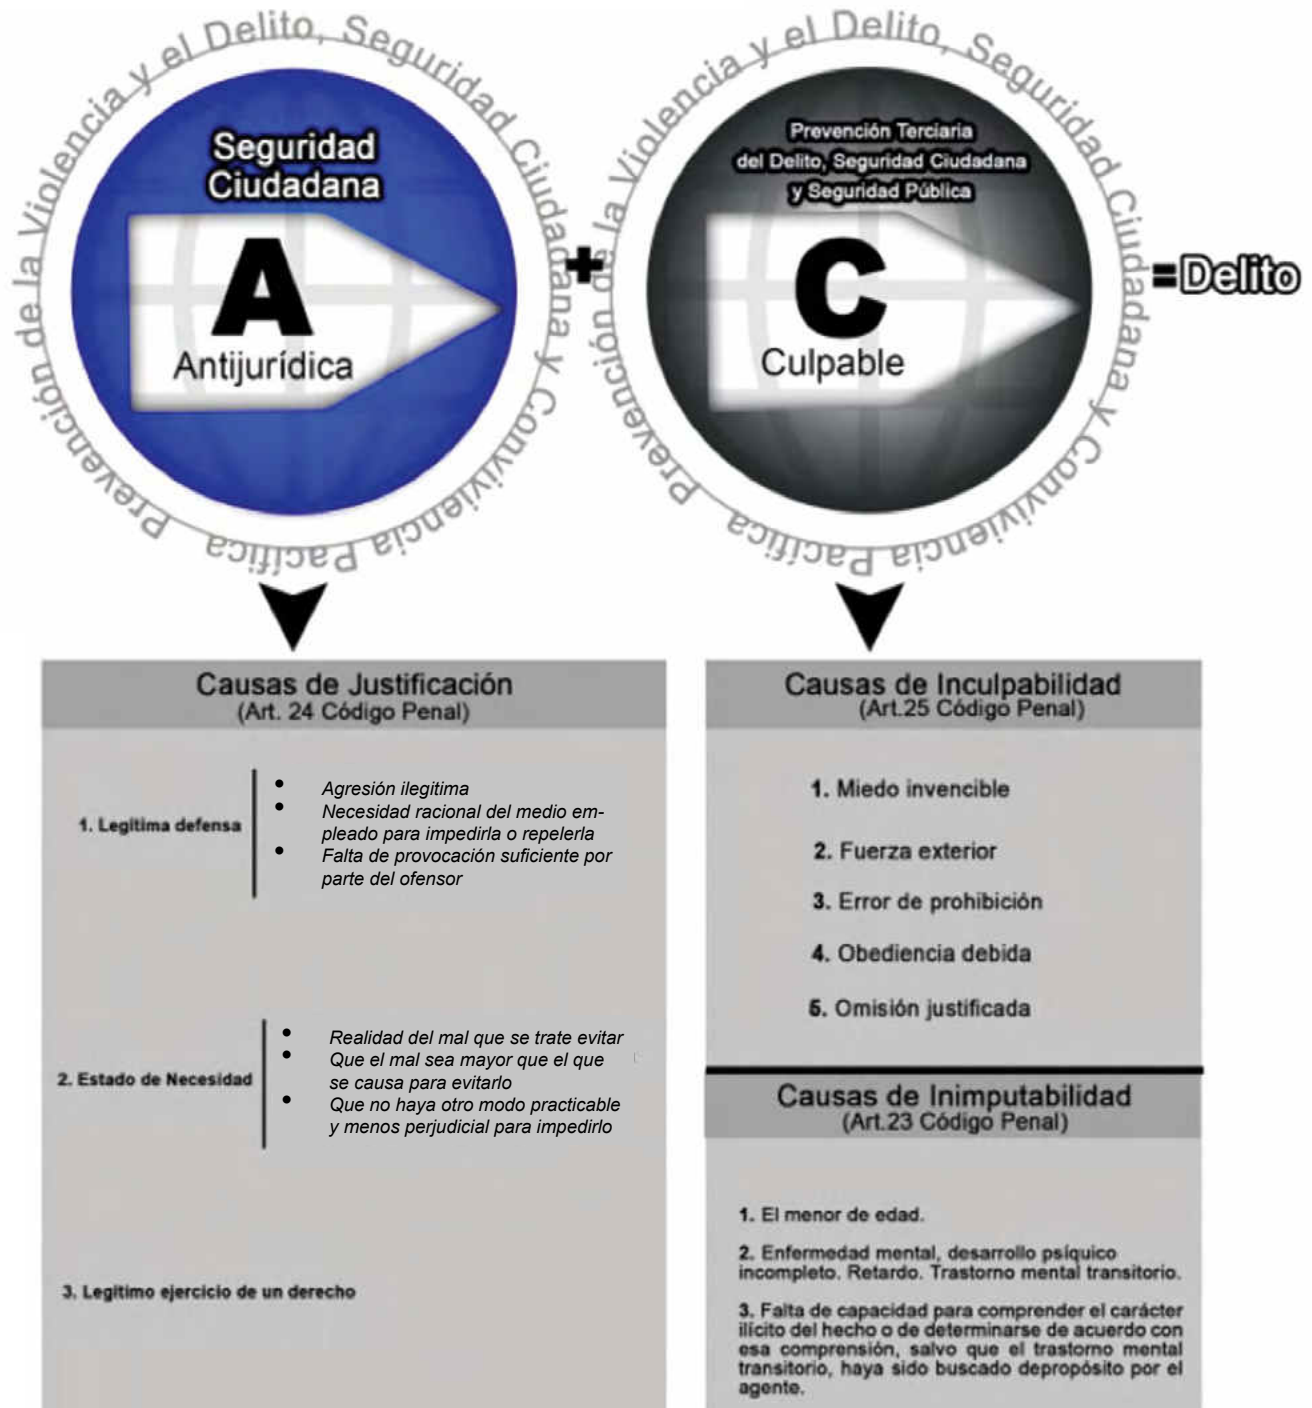 Prevención de la Violencia y el Delito, Seguridad Ciudadana y Conviviencia Pacífica
Seguridad
Ciudadana
A
Antijurídica
+
Prevención de la Violencia y el Delito, Seguridad Ciudadana y Conviviencia Pacífica
Prevención Terciaria
del Delito, Seguridad Ciudadana
y Seguridad Pública
C
Culpable
=Delito
Causas de Justificación
(Art. 24 Código Penal)
1. Legítima defensa
• Agresión ilegitima
• Necesidad racional del medio em-
pleado para impedirla o repelerla
• Falta de provocación suficiente por
parte del ofensor
2. Estado de Necesidad
• Realidad del mal que se trate evitar
• Que el mal sea mayor que el que
se causa para evitarlo
• Que no haya otro modo practicable
y menos perjudicial para impedirlo
3. Legítimo ejercicio de un derecho
Causas de Inculpabilidad
(Art.25 Código Penal)
1. Miedo invencible
2. Fuerza exterior
3. Error de prohibición
4. Obediencia debida
5. Omisión justificada
Causas de Inimputabilidad
(Art.23 Código Penal)
1. El menor de edad.
2. Enfermedad mental, desarrollo psíquico
incompleto. Retardo. Trastorno mental transitorio.
3. Falta de capacidad para comprender el carácter
ilícito del hecho o de determinarse de acuerdo con
esa comprensión, salvo que el trastorno mental
transitorio, haya sido buscado depropósito por el
agente.